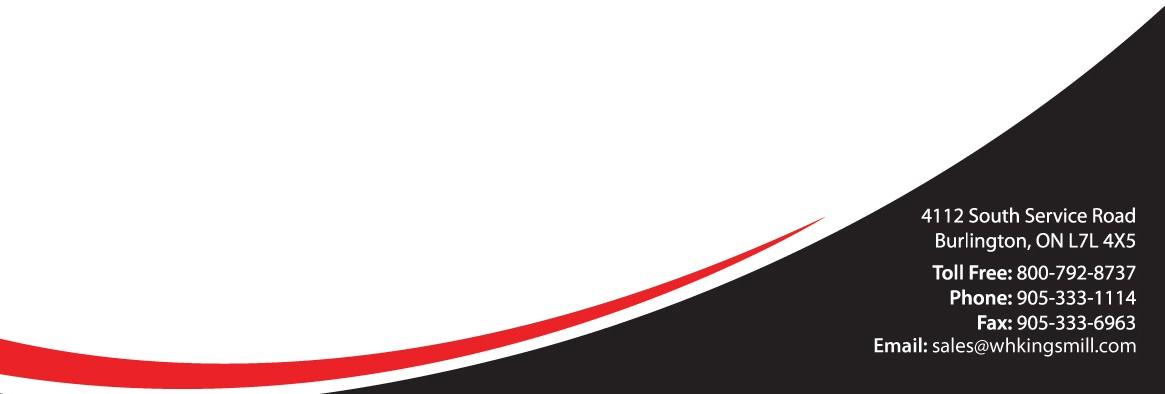 4112 South Service Road
Burlington, ON L7L 4X5
Toll Free: 800-792-8737
Phone: 905-333-1114
Fax: 905-333-6963
Email: sales@whkingsmill.com